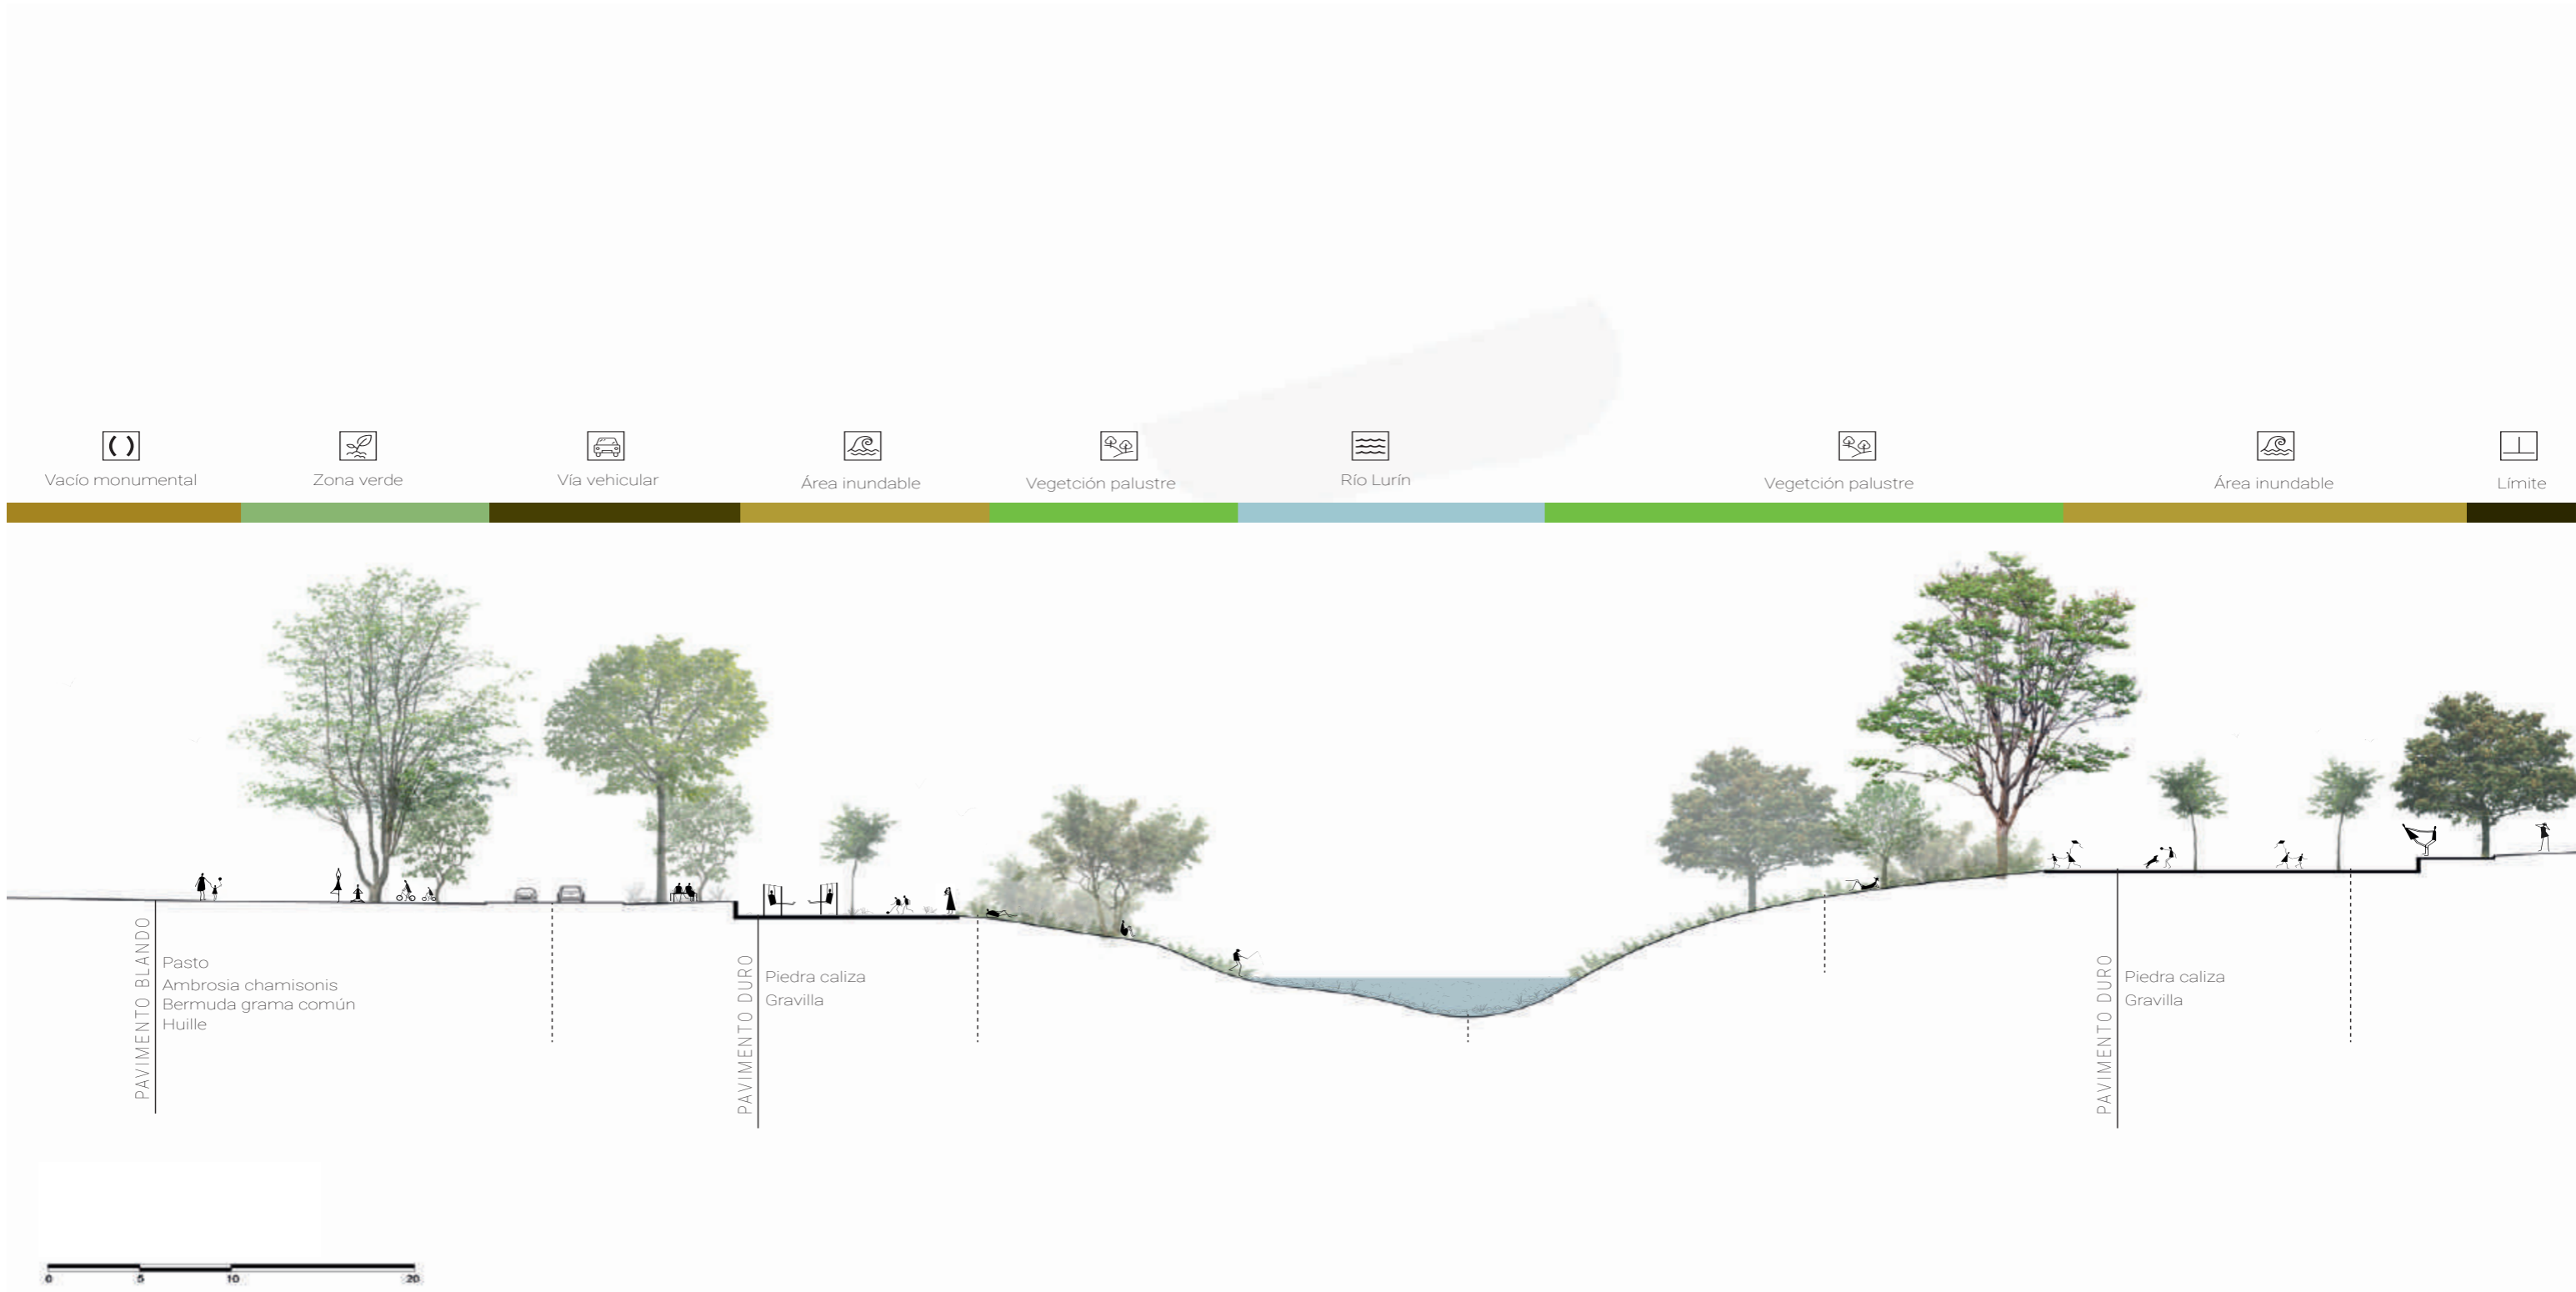 Vacío monumental
Zona verde
Vía vehicular
Área inundable
Vegetción palustre
Río Lurín
Vegetción palustre
Área inundable
Límite
PAVIMENTO BLANDO
Pasto
Ambrosia chamisonis
Bermuda grama común
Huille
PAVIMENTO DURO
Piedra caliza
Gravilla
PAVIMENTO DURO
Piedra caliza
Gravilla
0 5 10 20